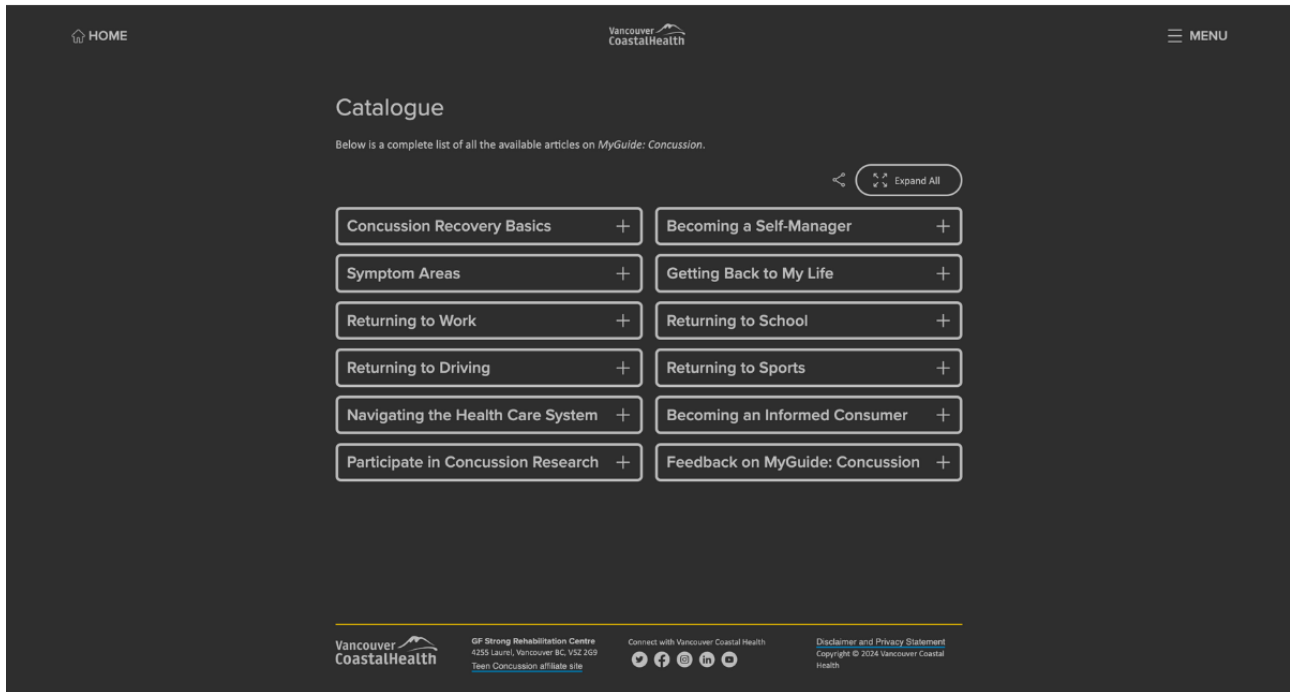 HOME
Vancouver
CoastalHealth
MENU
Catalogue
Below is a complete list of all the available articles on MyGuide: Concussion.
Expand All
Concussion Recovery Basics
Becoming a Self-Manager
Symptom Areas
Getting Back to My Life
Returning to Work
Returning to School
Returning to Driving
Returning to Sports
Navigating the Health Care System
Becoming an Informed Consumer
Participate in Concussion Research
Feedback on MyGuide: Concussion
Vancouver
CoastalHealth
GF Strong Rehabilitation Centre
4255 Laurel, Vancouver BC, V5Z 2G9
Teen Concussion affiliate site
Connect with Vancouver Coastal Health
Disclaimer and Privacy Statement
Copyright © 2024 Vancouver Coastal
Health